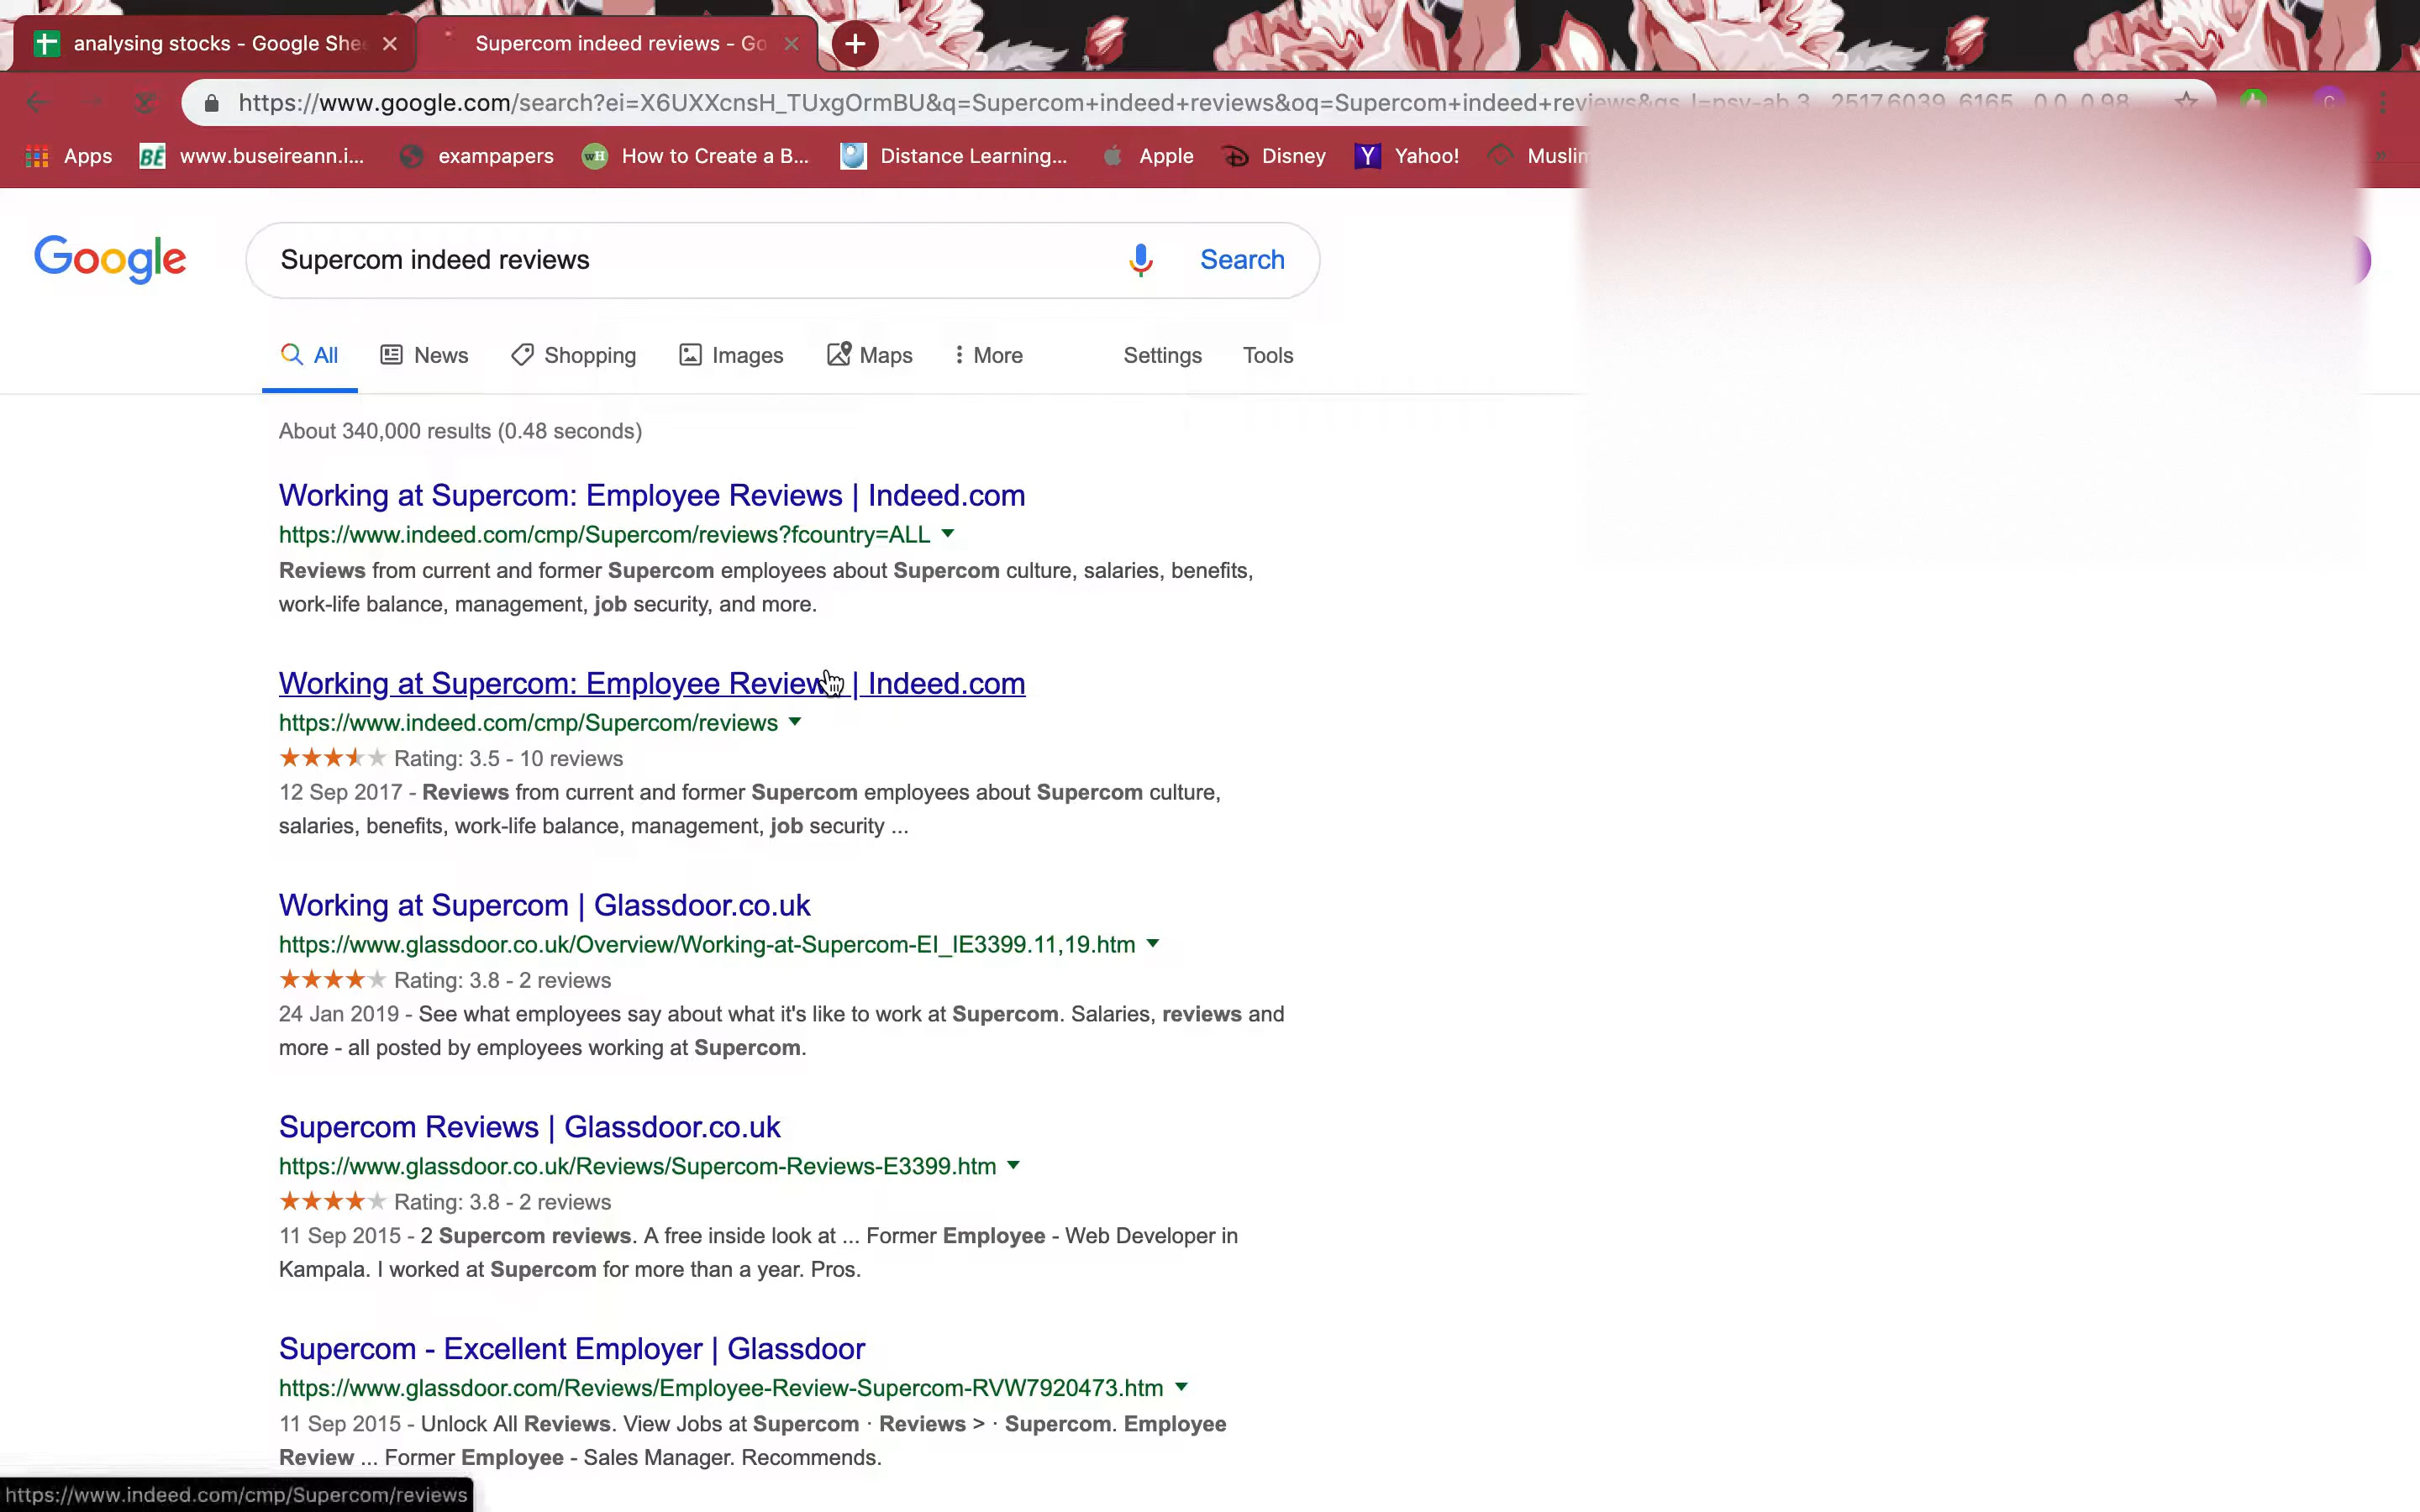 analysing stocks - Google She
Supercom indeed reviews - Go
https://www.google.com/search?ei=X6UXXcnsH_TUxgOrmBU&q=Supercom+indeed+reviews&oq=Supercom+indeed+reviews&gs_l=psy-ab.3...2517.6039..6165...0.0..0.98
Apps
www.buseireann.i...
exampapers
How to Create a B...
Distance Learning...
Apple
Disney
Yahoo!
Google
Supercom indeed reviews
Search
All
News
Shopping
Images
Maps
More
Settings
Tools
About 340,000 results (0.48 seconds)
Working at Supercom: Employee Reviews | Indeed.com
https://www.indeed.com/cmp/Supercom/reviews?fcountry=ALL
Reviews from current and former Supercom employees about Supercom culture, salaries, benefits,
work-life balance, management, job security, and more.
Working at Supercom: Employee Reviews | Indeed.com
https://www.indeed.com/cmp/Supercom/reviews
Rating: 3.5 - 10 reviews
12 Sep 2017 - Reviews from current and former Supercom employees about Supercom culture,
salaries, benefits, work-life balance, management, job security ...
Working at Supercom | Glassdoor.co.uk
https://www.glassdoor.co.uk/Overview/Working-at-Supercom-EI_IE3399.11,19.htm
Rating: 3.8 - 2 reviews
24 Jan 2019 - See what employees say about what it's like to work at Supercom. Salaries, reviews and
more - all posted by employees working at Supercom.
Supercom Reviews | Glassdoor.co.uk
https://www.glassdoor.co.uk/Reviews/Supercom-Reviews-E3399.htm
Rating: 3.8 - 2 reviews
11 Sep 2015 - 2 Supercom reviews. A free inside look at ... Former Employee - Web Developer in
Kampala. I worked at Supercom for more than a year. Pros.
Supercom - Excellent Employer | Glassdoor
https://www.glassdoor.com/Reviews/Employee-Review-Supercom-RVW7920473.htm
11 Sep 2015 - Unlock All Reviews. View Jobs at Supercom · Reviews > · Supercom. Employee
Review ... Former Employee - Sales Manager. Recommends.
https://www.indeed.com/cmp/Supercom/reviews